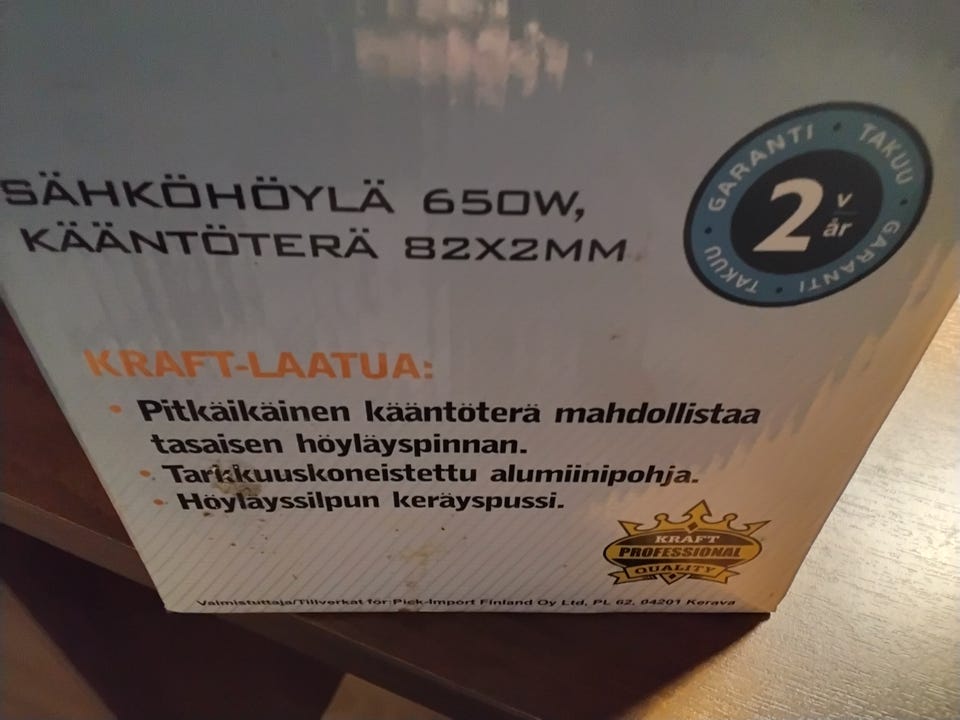 SÄHKÖHÖYLÄ 650W,
KÄÄNTÖTERÄ 82X2MM
GARANTI • TAKUU • GARANTI • TAKUU •
2 v
år
KRAFT-LAATUA:
• Pitkäikäinen kääntöterä mahdollistaa
tasaisen höyläyspinnan.
• Tarkkuuskoneistettu alumiinipohja.
• Höyläyssilpun keräyspussi.
KRAFT
PROFESSIONAL
QUALITY
Valmistuttaja/Tillverkat för:Pick-Import Finland Oy Ltd, PL 62, 04201 Kerava